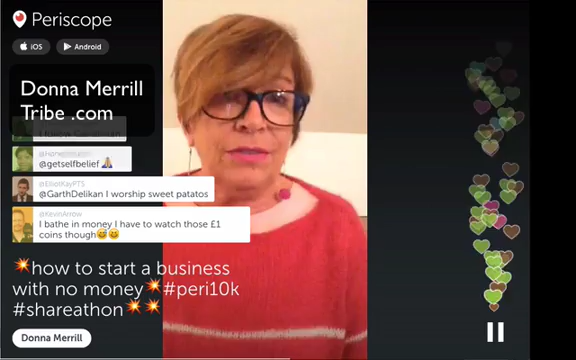 Periscope
iOS
Android
Donna Merrill
Tribe .com
@getselfbelief 🙏
@ElliotKayPTS
@GarthDelikan I worship sweet patatos
@KevinArrow
I bathe in money I have to watch those £1
coins though😅😊
💥how to start a business
with no money💥#peri10k
#shareathon💥💥
Donna Merrill